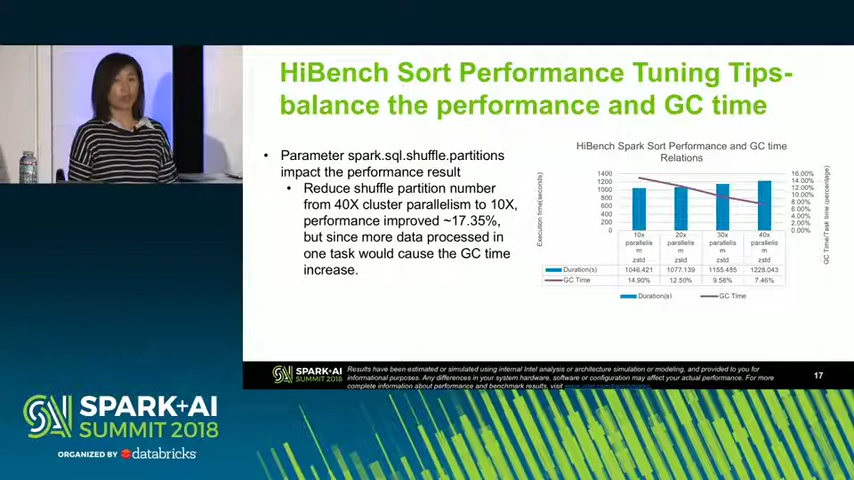 HiBench Sort Performance Tuning Tips-
balance the performance and GC time
• Parameter spark.sql.shuffle.partitions
impact the performance result
• Reduce shuffle partition number
from 40X cluster parallelism to 10X,
performance improved ~17.35%,
but since more data processed in
one task would cause the GC time
increase.
HiBench Spark Sort Performance and GC time
Relations
Execution time(seconds)
1400
1200
1000
800
600
400
200
0
16.00%
14.00%
12.00%
10.00%
8.00%
6.00%
4.00%
2.00%
0.00%
GC Time/Task time (percentage)
10x 20x 30x 40x
parallelis parallelis parallelis parallelis
m m m m
zstd zstd zstd zstd
Duration(s) 1046.421 1077.139 1155.485 1228.043
GC Time 14.90% 12.50% 9.58% 7.46%
Duration(s) GC Time
SPARK+AI
SUMMIT 2018
Results have been estimated or simulated using internal Intel analysis or architecture simulation or modeling, and provided to you for
informational purposes. Any differences in your system hardware, software or configuration may affect your actual performance. For more
complete information about performance and benchmark results, visit
17
SPARK+AI
SUMMIT 2018
ORGANIZED BY databricks